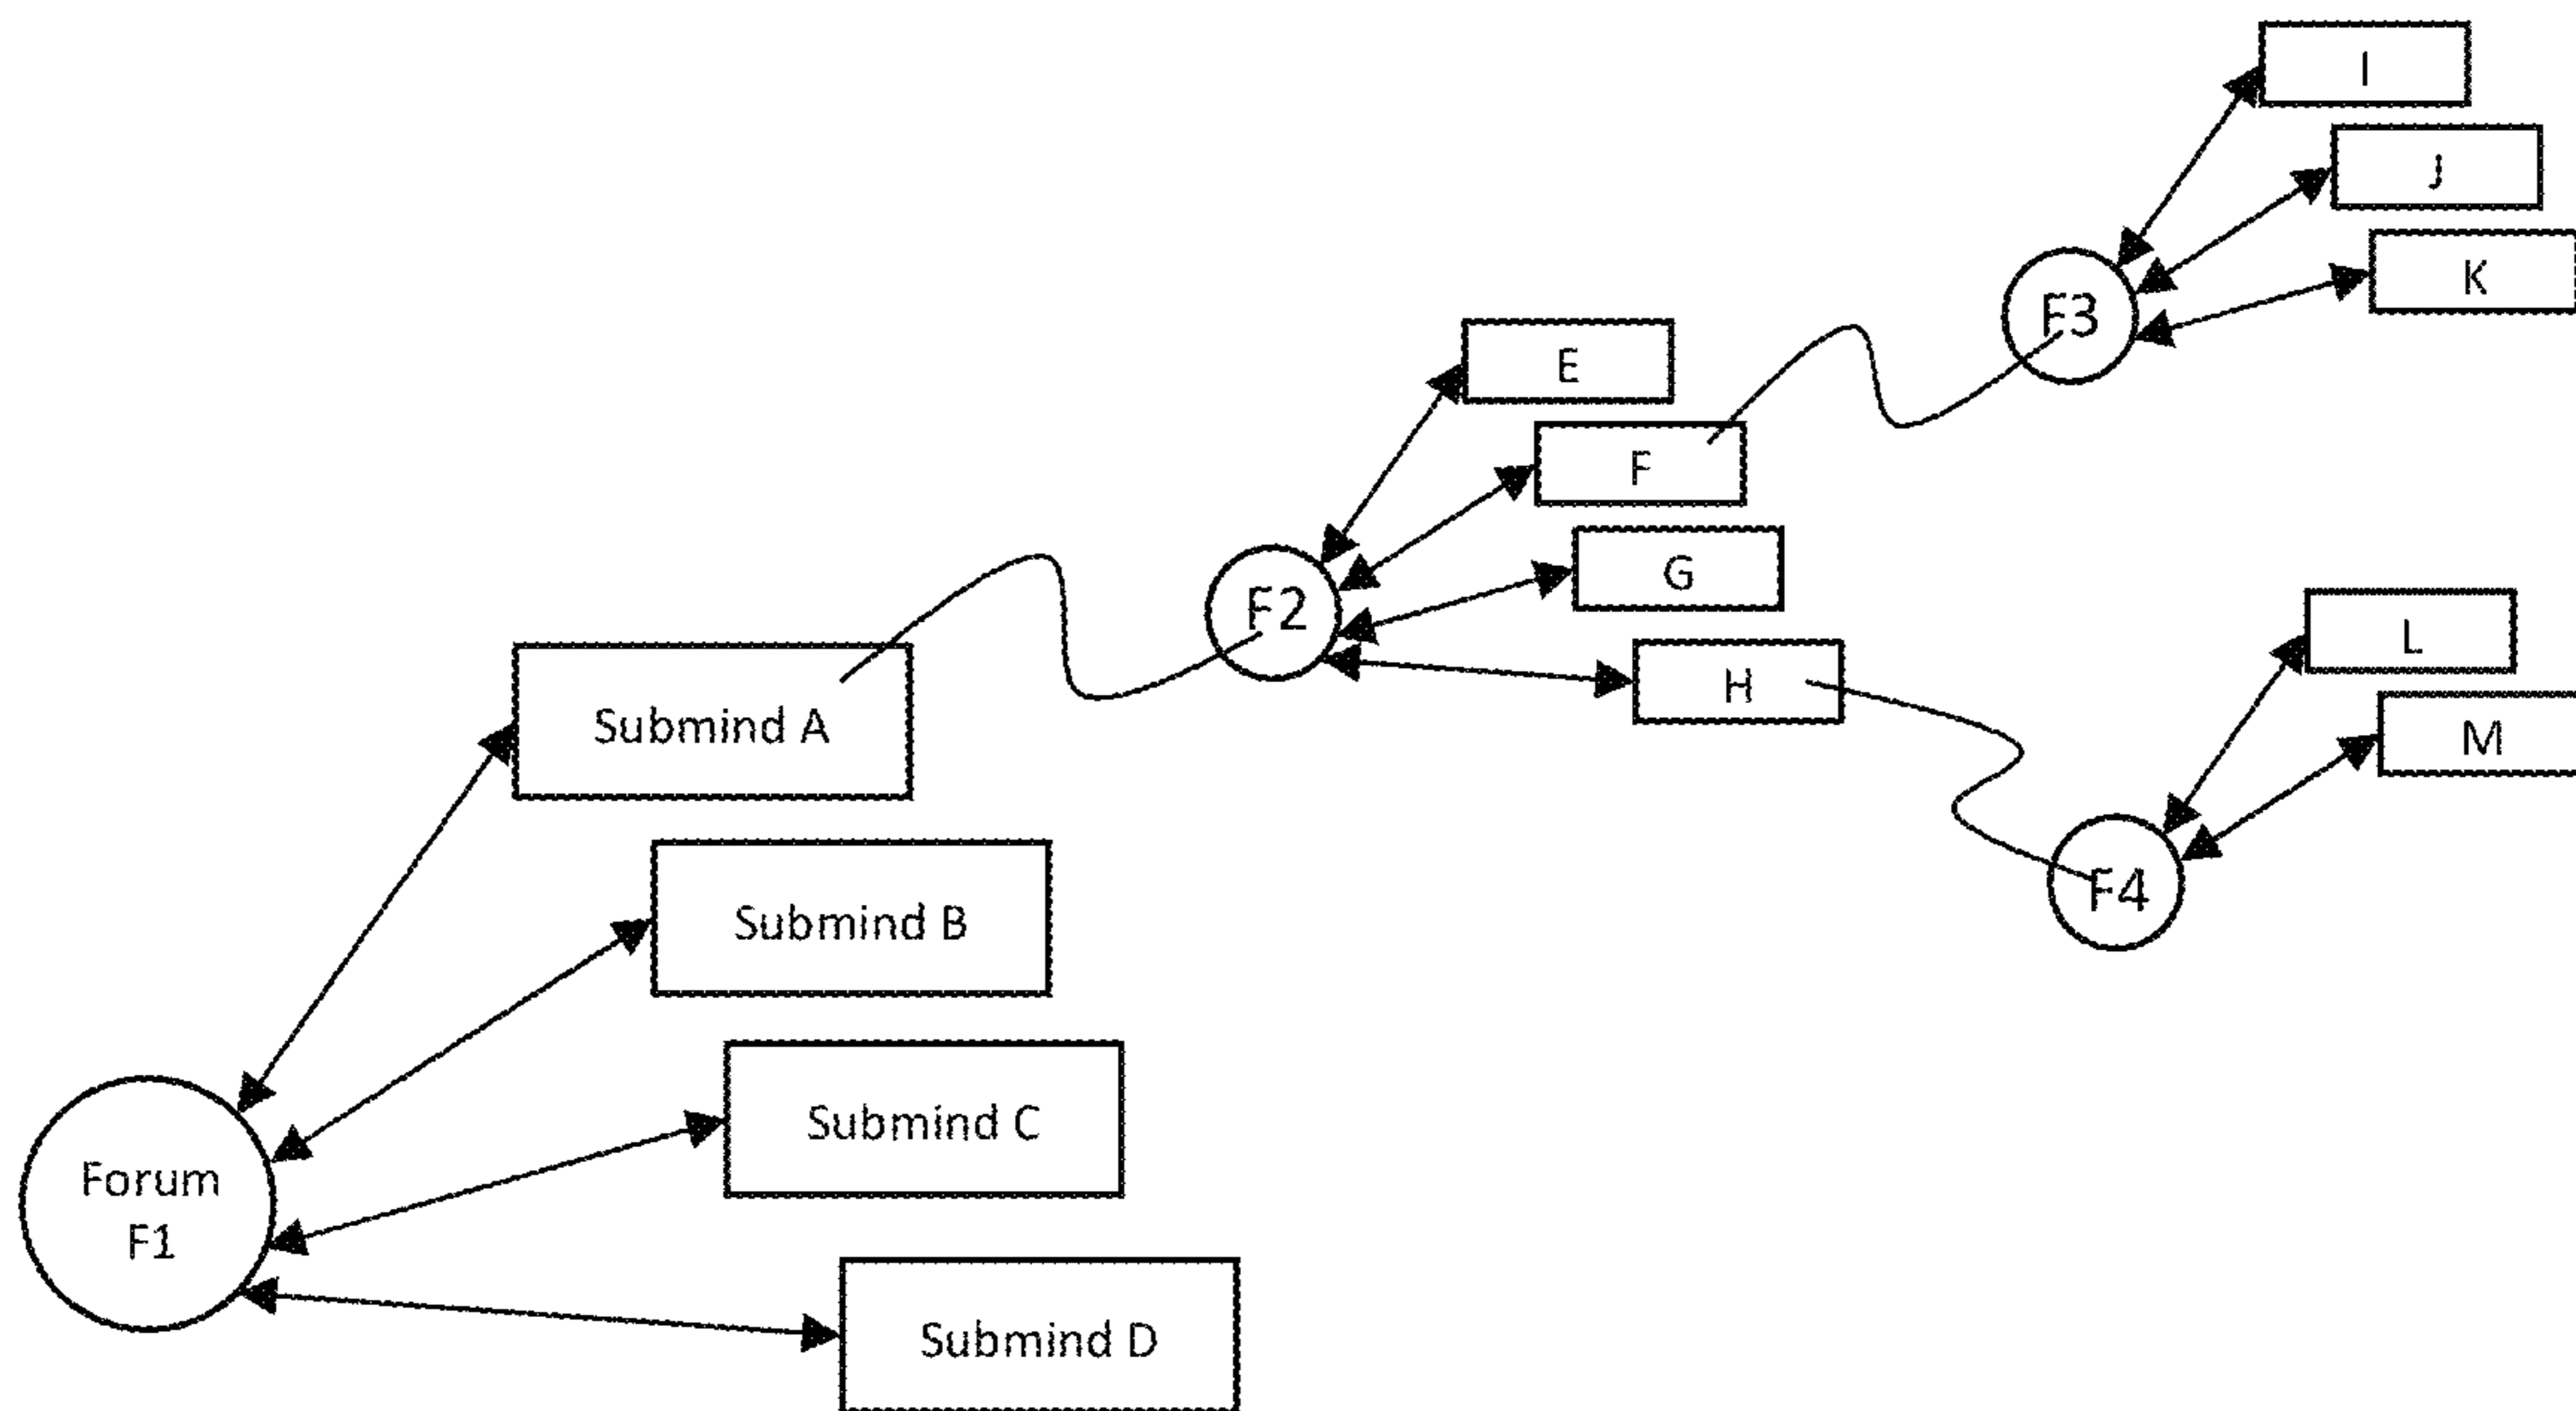 I
J
K
F3
E
F
G
H
F2
L
M
F4
Submind A
Submind B
Submind C
Submind D
Forum
F1